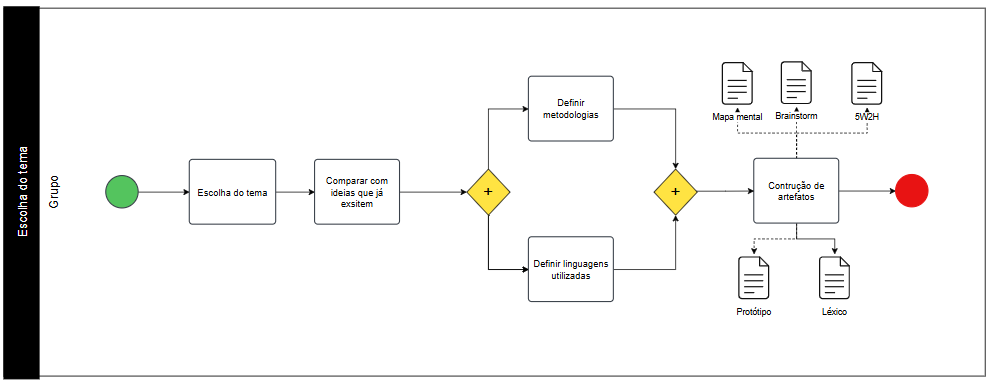 Escolha do tema
Grupo
Escolha do tema
Comparar com
ideias que já
exsitem
+
Definir
metodologias
Definir linguagens
utilizadas
+
Mapa mental
Brainstorm
5W2H
Contrução de
artefatos
Protótipo
Léxico